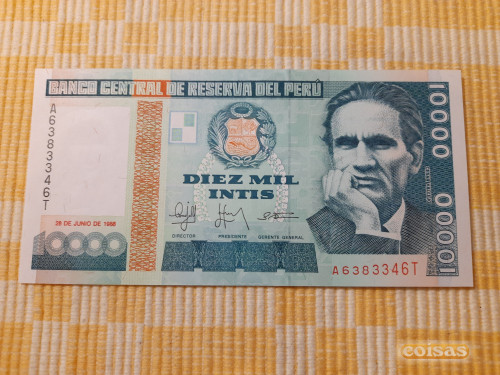 BANCO CENTRAL DE RESERVA DEL PERÚ
A6383346T
DIEZ MIL
INTIS
DIRECTOR PRESIDENTE GERENTE GENERAL
28 DE JUNIO DE 1988
10000
10000
10000
A6383346T
coisas